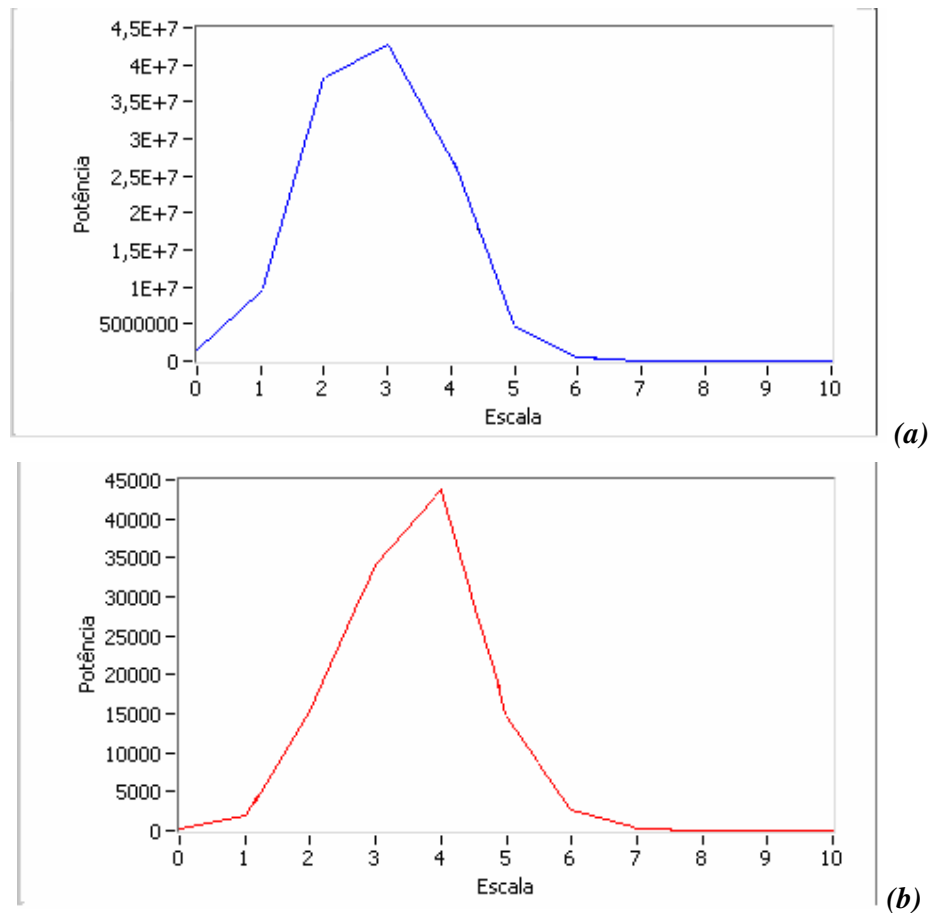 4,5E+7
4E+7
3,5E+7
3E+7
2,5E+7
2E+7
1,5E+7
1E+7
5000000
0
Potência
0 1 2 3 4 5 6 7 8 9 10
Escala
(a)
45000
40000
35000
30000
25000
20000
15000
10000
5000
0
Potência
0 1 2 3 4 5 6 7 8 9 10
Escala
(b)